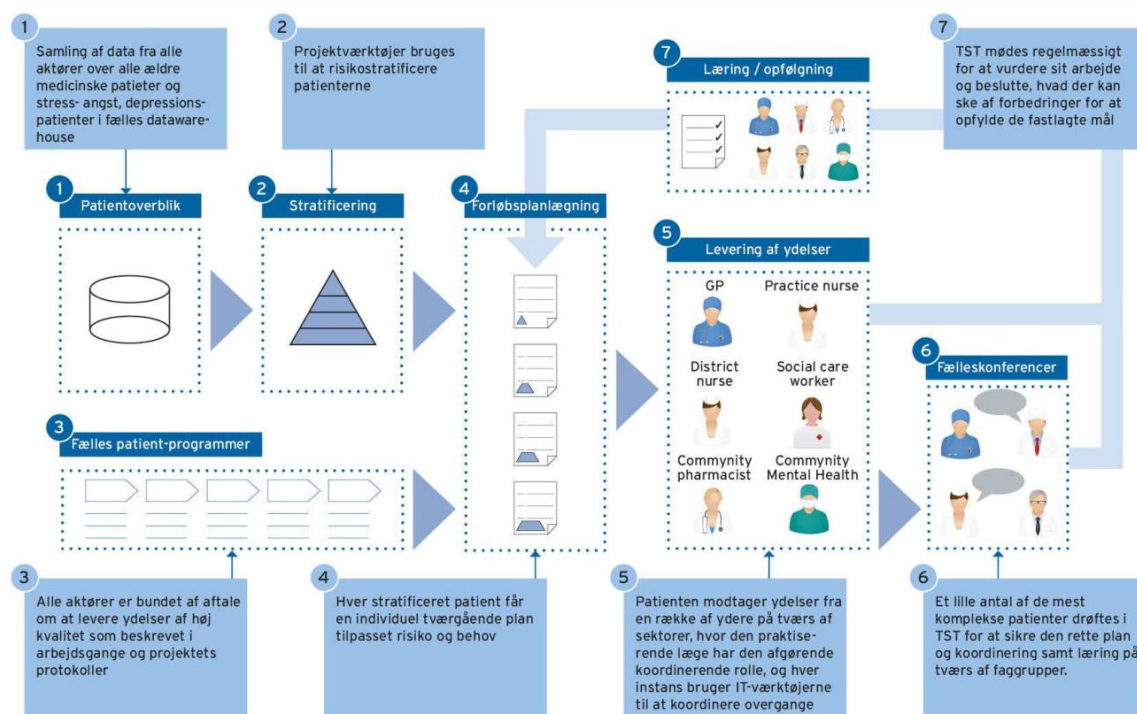 1
Samling af data fra alle
aktører over alle ældre
medicinske patieter og
stress- angst, depressions-
patienter i fælles dataware-
house
2
Projektværktøjer bruges
til at risikostratificere
patienterne
7
Læring / opfølgning
7
TST mødes regelmæssigt
for at vurdere sit arbejde
og beslutte, hvad der kan
ske af forbedringer for at
opfylde de fastlagte mål
1
Patientoverblik
2
Stratificering
4
Forløbsplanlægning
5
Levering af ydelser
GP
Practice nurse
District
nurse
Social care
worker
Commynity
pharmacist
Commynity
Mental Health
6
Fælleskonferencer
3
Fælles patient-programmer
3
Alle aktører er bundet af aftale
om at levere ydelser af høj
kvalitet som beskrevet i
arbejdsgange og projektets
protokoller
4
Hver stratificeret patient får
en individuel tværgående plan
tilpasset risiko og behov
5
Patienten modtager ydelser fra
en række af ydere på tværs af
sektorer, hvor den praktise-
rende læge har den afgørende
koordinerende rolle, og hver
instans bruger IT-værktøjerne
til at koordinere overgange
6
Et lille antal af de mest
komplekse patienter drøftes i
TST for at sikre den rette plan
og koordinering samt læring på
tværs af faggrupper.